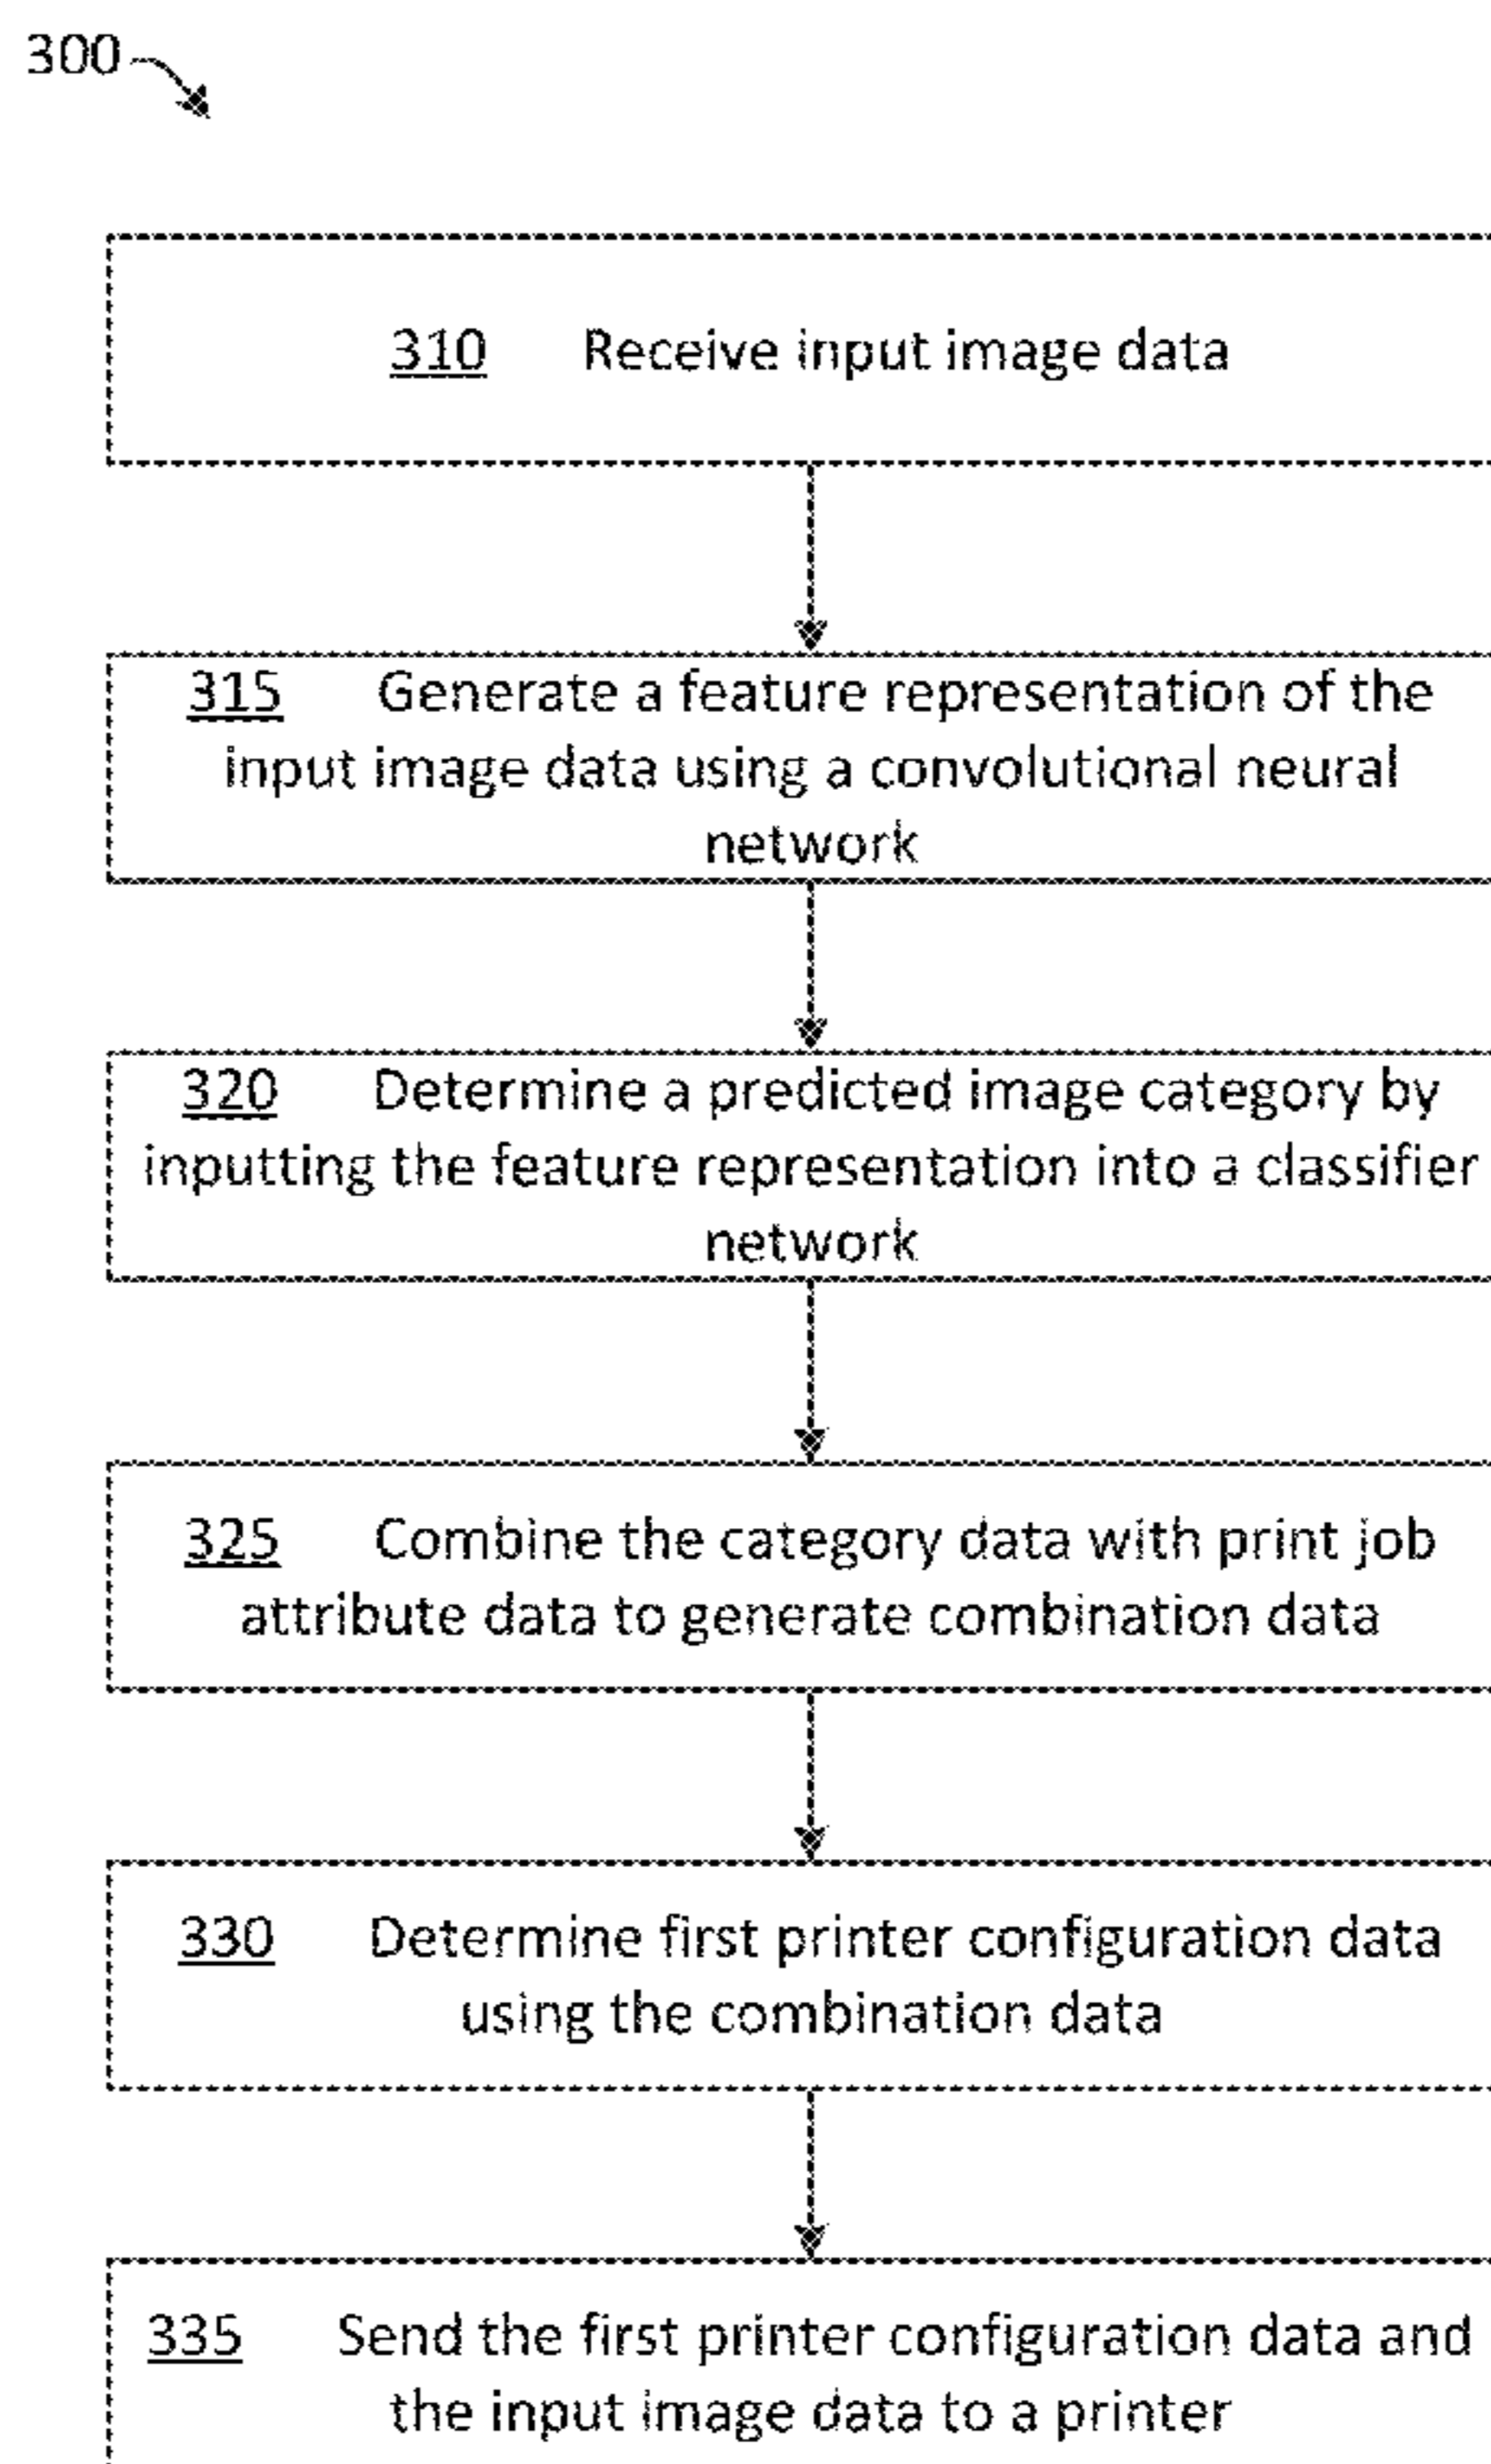 300
310 Receive input image data
315 Generate a feature representation of the
input image data using a convolutional neural
network
320 Determine a predicted image category by
inputting the feature representation into a classifier
network
325 Combine the category data with print job
attribute data to generate combination data
330 Determine first printer configuration data
using the combination data
335 Send the first printer configuration data and
the input image data to a printer